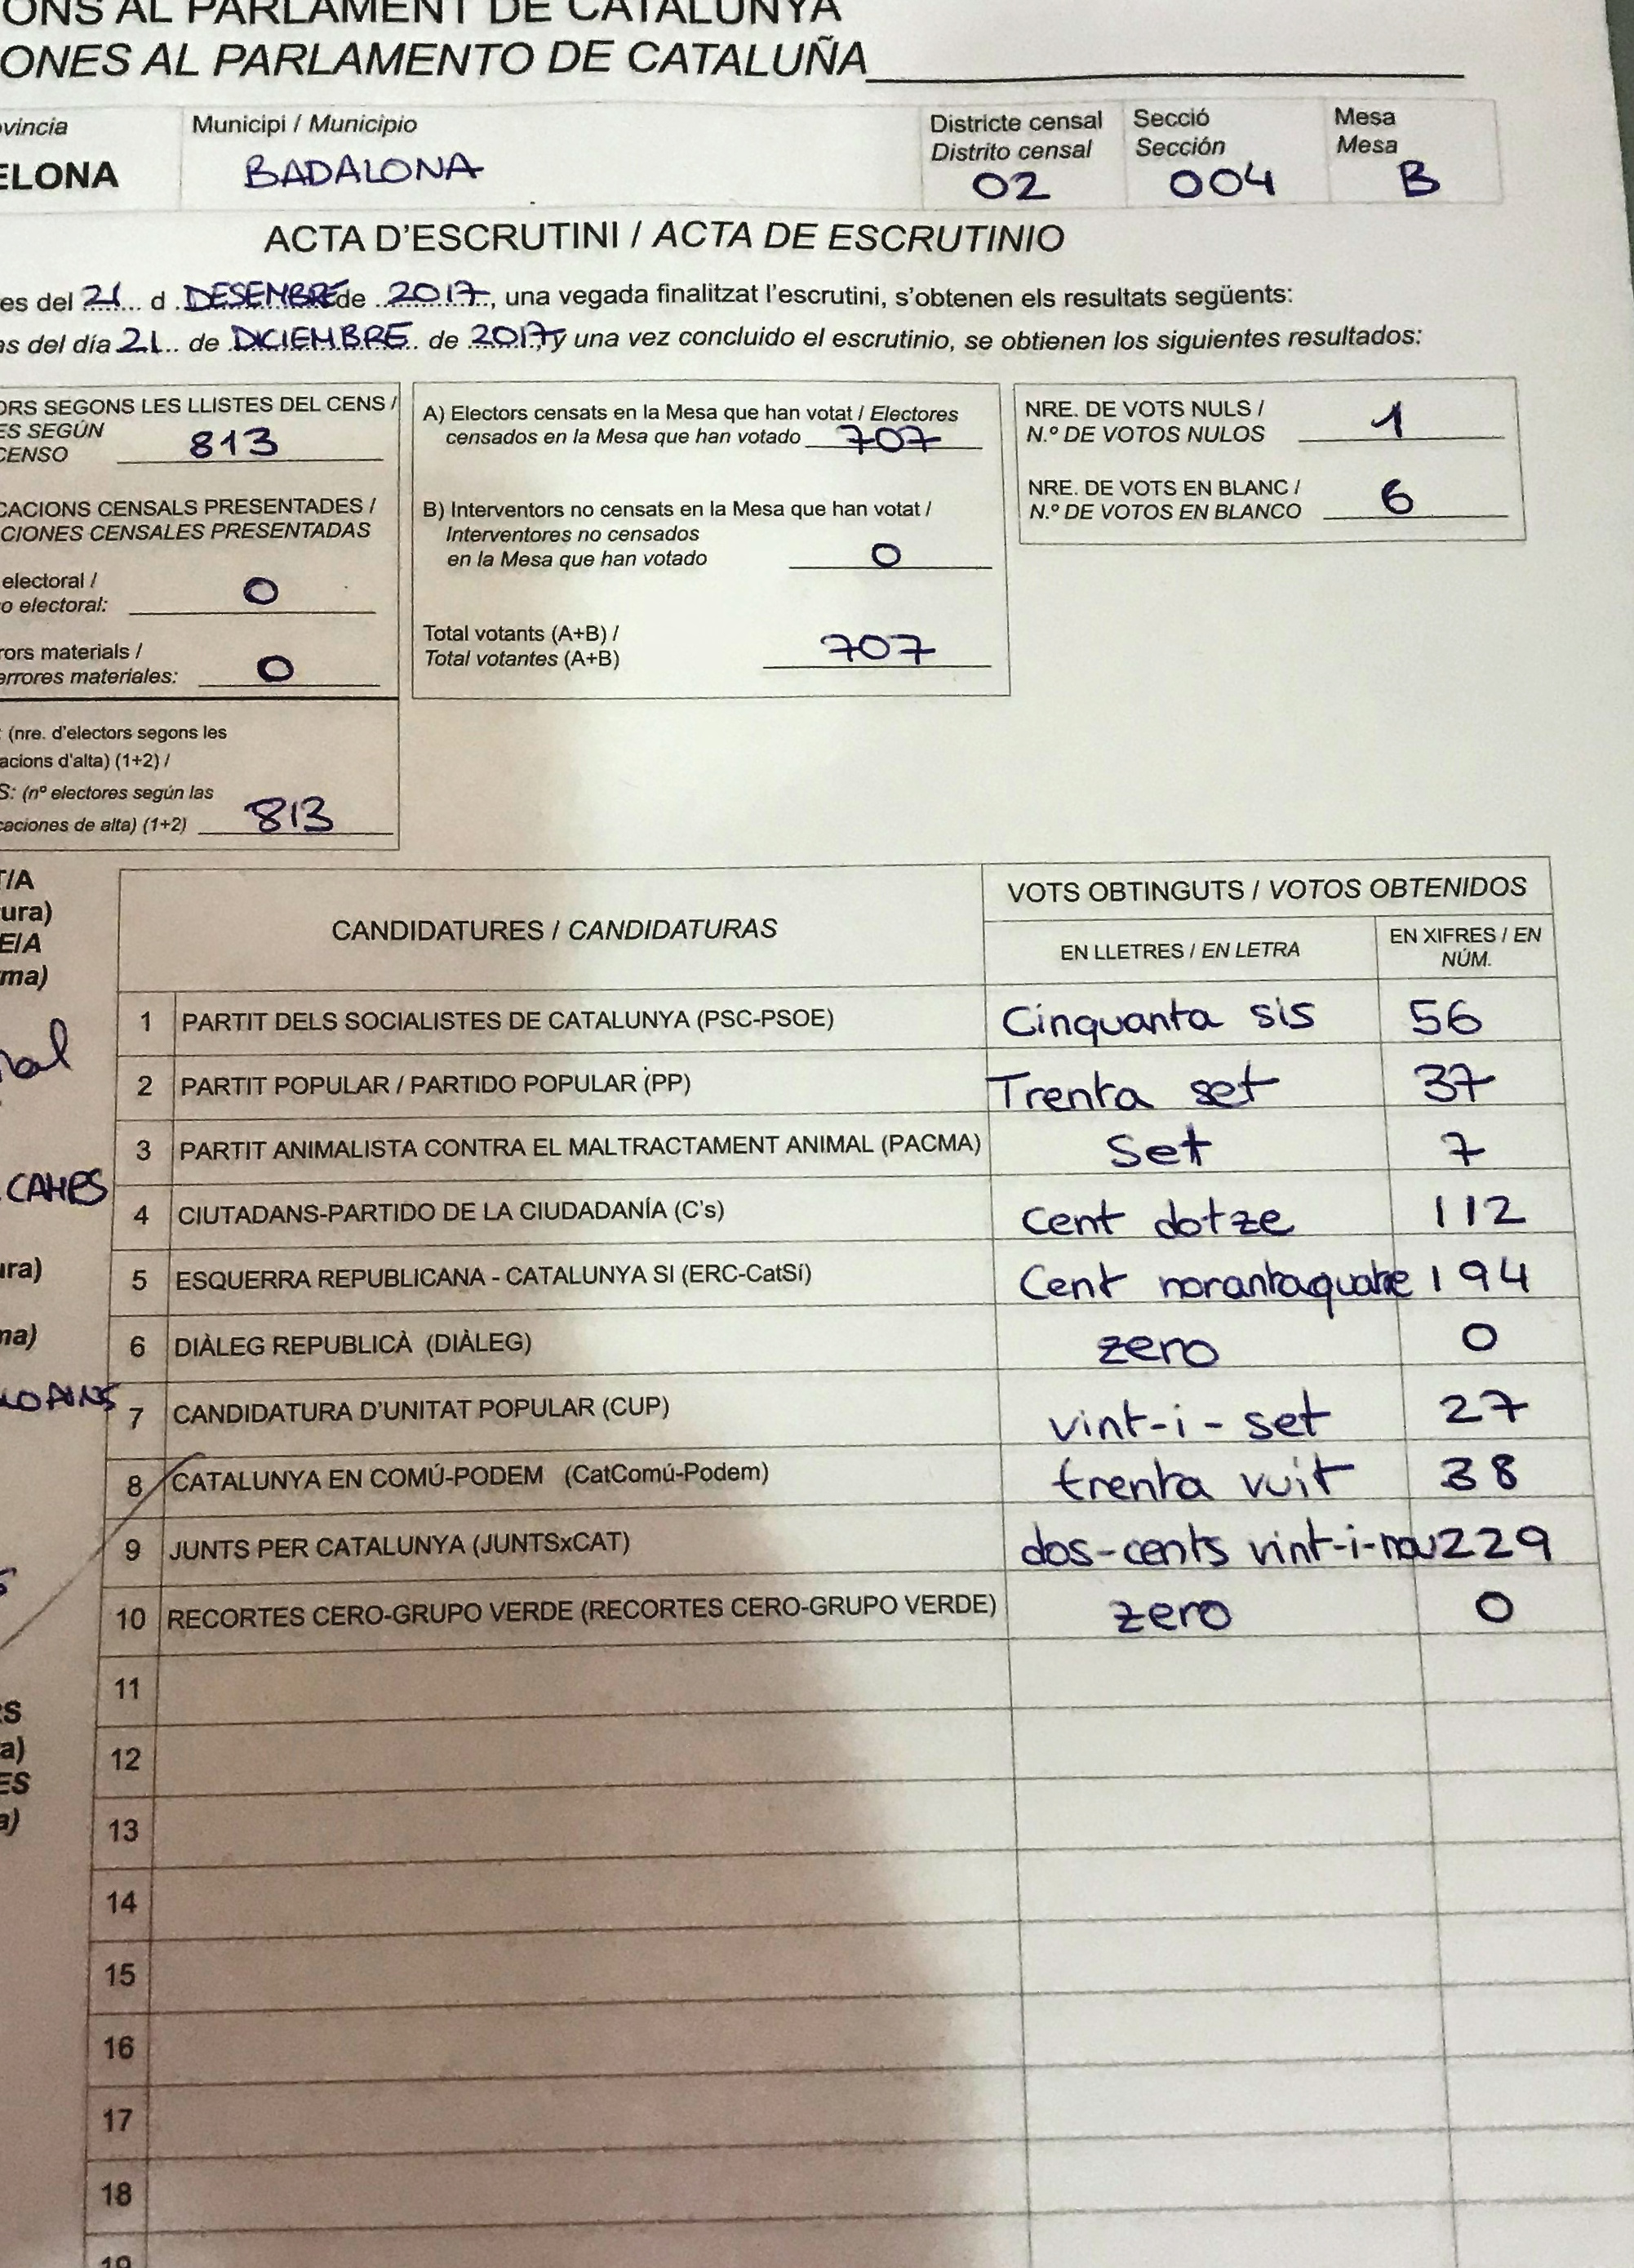 ONS AL PARLAMENT DE CATALUNYA
ONES AL PARLAMENTO DE CATALUÑA
ovincia
ELONA
Municipi / Municipio
BADALONA
Districte censal
Distrito censal
02
Secció
Sección
004
Mesa
Mesa
B
ACTA D'ESCRUTINI / ACTA DE ESCRUTINIO
es del 21 d DESEMBRE de 2017, una vegada finalitzat l'escrutini, s'obtenen els resultats següents:
as del día 21 de DICIEMBRE de 2017 y una vez concluido el escrutinio, se obtienen los siguientes resultados:
ORS SEGONS LES LLISTES DEL CENS /
ES SEGÚN
CENSO 813
CACIONS CENSALS PRESENTADES /
CIONES CENSALES PRESENTADAS
electoral /
o electoral: 0
rors materials /
errores materiales: 0
(nre. d'electors segons les
acions d'alta) (1+2) /
S: (nº electores según las
caciones de alta) (1+2) 813
A) Electors censats en la Mesa que han votat / Electores
censados en la Mesa que han votado 707
B) Interventors no censats en la Mesa que han votat /
Interventores no censados
en la Mesa que han votado 0
Total votants (A+B) /
Total votantes (A+B) 707
NRE. DE VOTS NULS /
N.º DE VOTOS NULOS 1
NRE. DE VOTS EN BLANC /
N.º DE VOTOS EN BLANCO 6
CANDIDATURES / CANDIDATURAS
VOTS OBTINGUTS / VOTOS OBTENIDOS
EN LLETRES / EN LETRA
EN XIFRES / EN
NÚM.
1 PARTIT DELS SOCIALISTES DE CATALUNYA (PSC-PSOE) Cinquanta sis 56
2 PARTIT POPULAR / PARTIDO POPULAR (PP) Trenta set 37
3 PARTIT ANIMALISTA CONTRA EL MALTRACTAMENT ANIMAL (PACMA) Set 7
4 CIUTADANS-PARTIDO DE LA CIUDADANÍA (C's) cent dotze 112
5 ESQUERRA REPUBLICANA - CATALUNYA SI (ERC-CatSí) Cent norantaquatre 194
6 DIÀLEG REPUBLICÀ (DIÀLEG) zero 0
7 CANDIDATURA D'UNITAT POPULAR (CUP) vint-i-set 27
8 CATALUNYA EN COMÚ-PODEM (CatComú-Podem) trenta vuit 38
9 JUNTS PER CATALUNYA (JUNTSxCAT) dos-cents vint-i-nou 229
10 RECORTES CERO-GRUPO VERDE (RECORTES CERO-GRUPO VERDE) zero 0
11
12
13
14
15
16
17
18
19